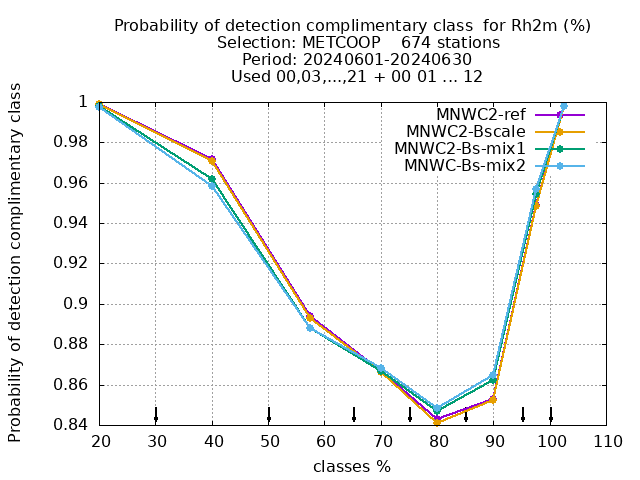 Probability of detection complimentary class  for Rh2m (%)
Selection: METCOOP    674 stations
Period: 20240601-20240630
Used 00,03,...,21 + 00 01 ... 12
Probability of detection complimentary class
1
0.98
0.96
0.94
0.92
0.9
0.88
0.86
0.84
MNWC2-ref
MNWC2-Bscale
MNWC2-Bs-mix1
MNWC-Bs-mix2
20 30 40 50 60 70 80 90 100 110
classes %